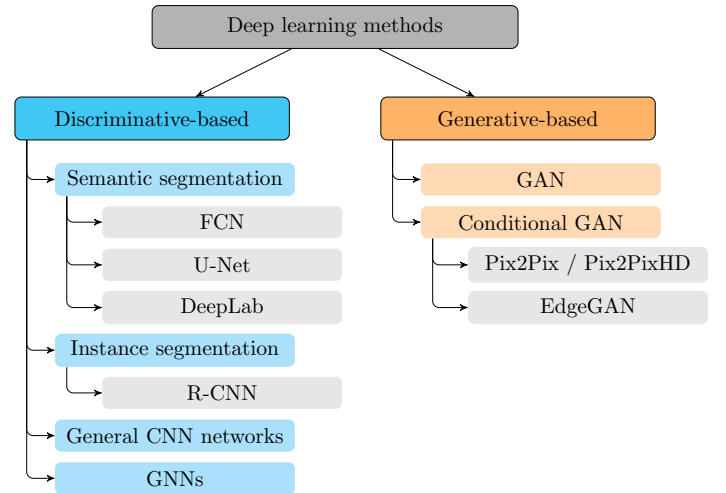 Deep learning methods
Discriminative-based
Semantic segmentation
FCN
U-Net
DeepLab
Instance segmentation
R-CNN
General CNN networks
GNNs
Generative-based
GAN
Conditional GAN
Pix2Pix / Pix2PixHD
EdgeGAN